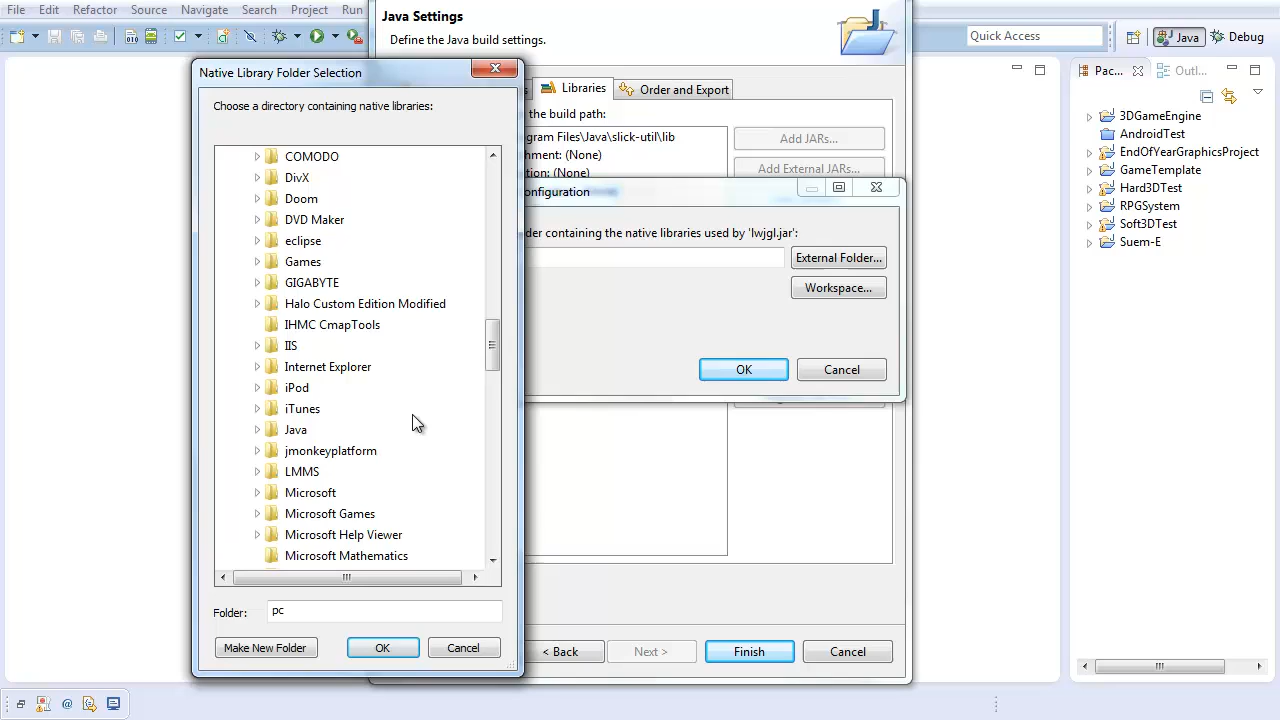 File Edit Refactor Source Navigate Search Project Run
Java Settings
Define the Java build settings.
Quick Access
Java
Debug
Native Library Folder Selection
Choose a directory containing native libraries:
COMODO
DivX
Doom
DVD Maker
eclipse
Games
GIGABYTE
Halo Custom Edition Modified
IHMC CmapTools
IIS
Internet Explorer
iPod
iTunes
Java
jmonkeyplatform
LMMS
Microsoft
Microsoft Games
Microsoft Help Viewer
Microsoft Mathematics
Folder: pc
Make New Folder OK Cancel
s Libraries Order and Export
the build path:
ogram Files\Java\slick-util\lib
hment: (None)
tion: (None)
Add JARs...
Add External JARs...
onfiguration
der containing the native libraries used by 'lwjgl.jar':
External Folder...
Workspace...
OK Cancel
< Back Next > Finish Cancel
Pac... Outl...
3DGameEngine
AndroidTest
EndOfYearGraphicsProject
GameTemplate
Hard3DTest
RPGSystem
Soft3DTest
Suem-E